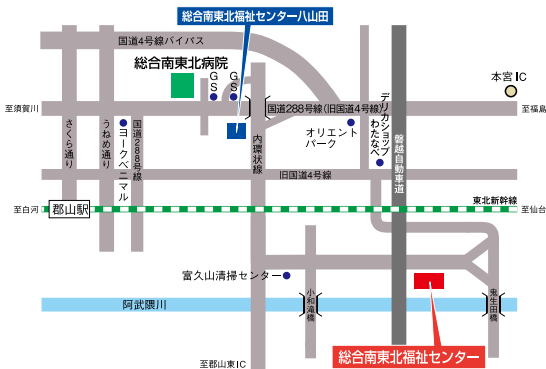 総合南東北福祉センター八山田
国道4号線バイパス
総合南東北病院
GS
GS
本宮IC
至須賀川
国道288号線(旧国道4号線)
至福島
デリカショップ
わたなべ
オリエント
パーク
さくら通り
うねめ通り
ヨークベニマル
国道288号線
内環状線
磐越自動車道
旧国道4号線
東北新幹線
至白河
郡山駅
至仙台
富久山清掃センター
小和滝橋
鬼生田橋
阿武隈川
総合南東北福祉センター
至郡山東IC